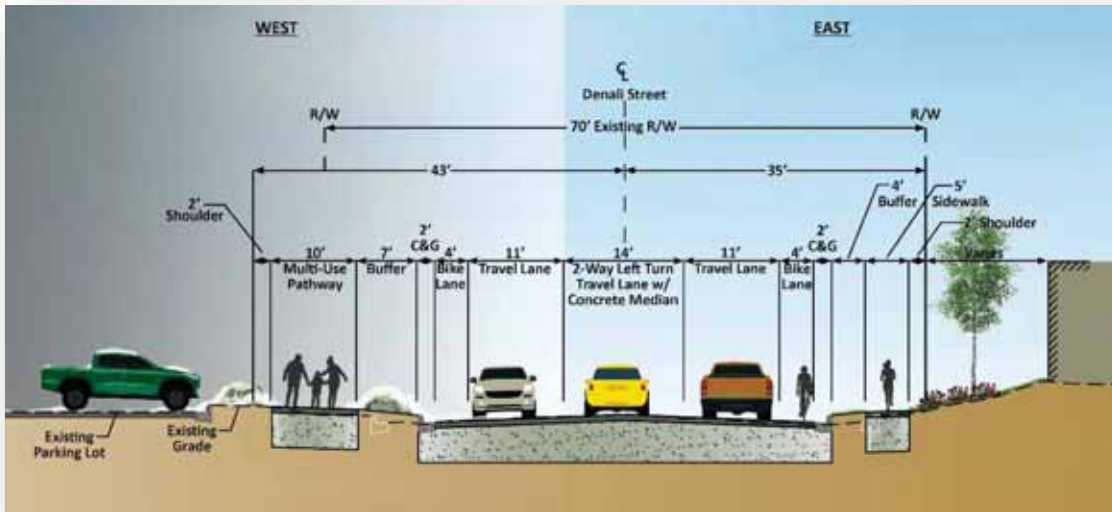 WEST
EAST
℄
Denali Street
R/W
R/W
70' Existing R/W
43'
35'
2'
Shoulder
10'
Multi-Use
Pathway
7'
Buffer
2'
C&G
4'
Bike
Lane
11'
Travel Lane
14'
2-Way Left Turn
Travel Lane w/
Concrete Median
11'
Travel Lane
4'
Bike
Lane
2'
C&G
4'
Buffer
5'
Sidewalk
2' Shoulder
Varies
Existing
Parking Lot
Existing
Grade